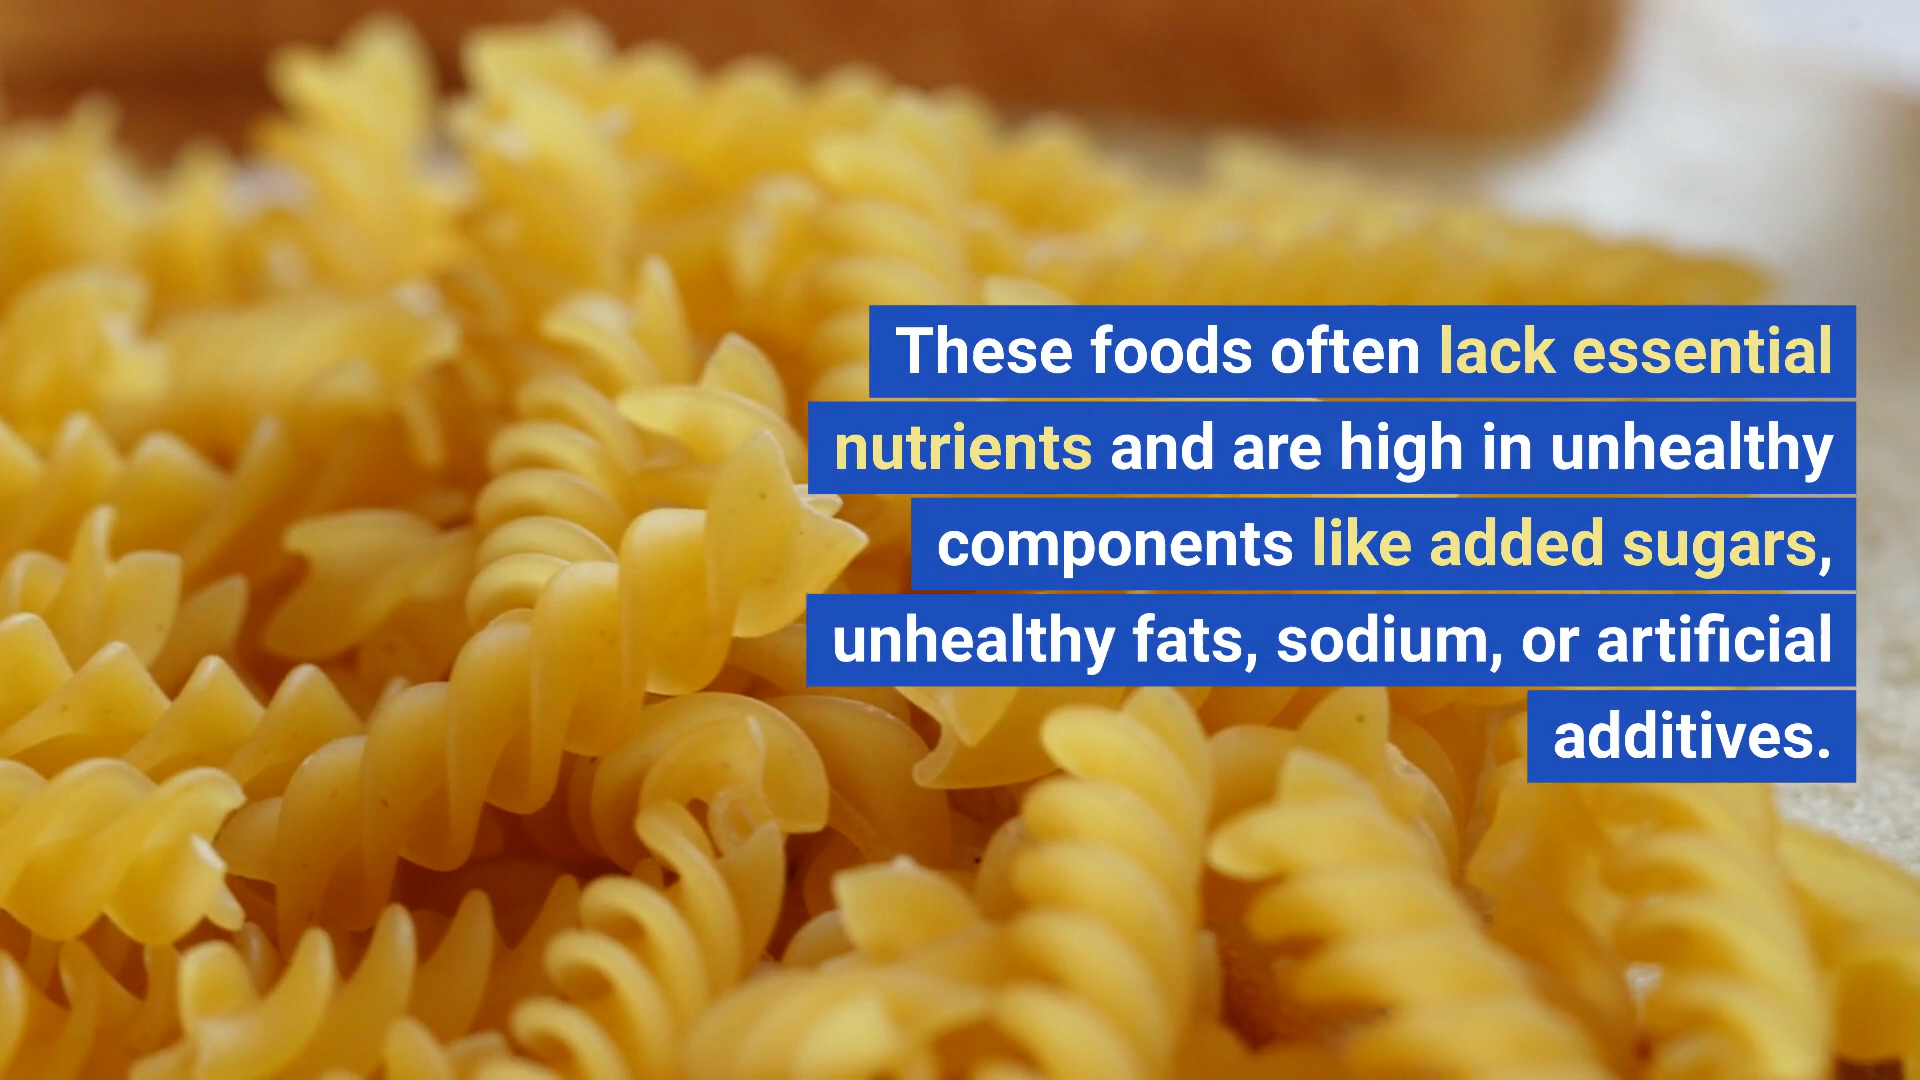 These foods often lack essential
nutrients and are high in unhealthy
components like added sugars,
unhealthy fats, sodium, or artificial
additives.